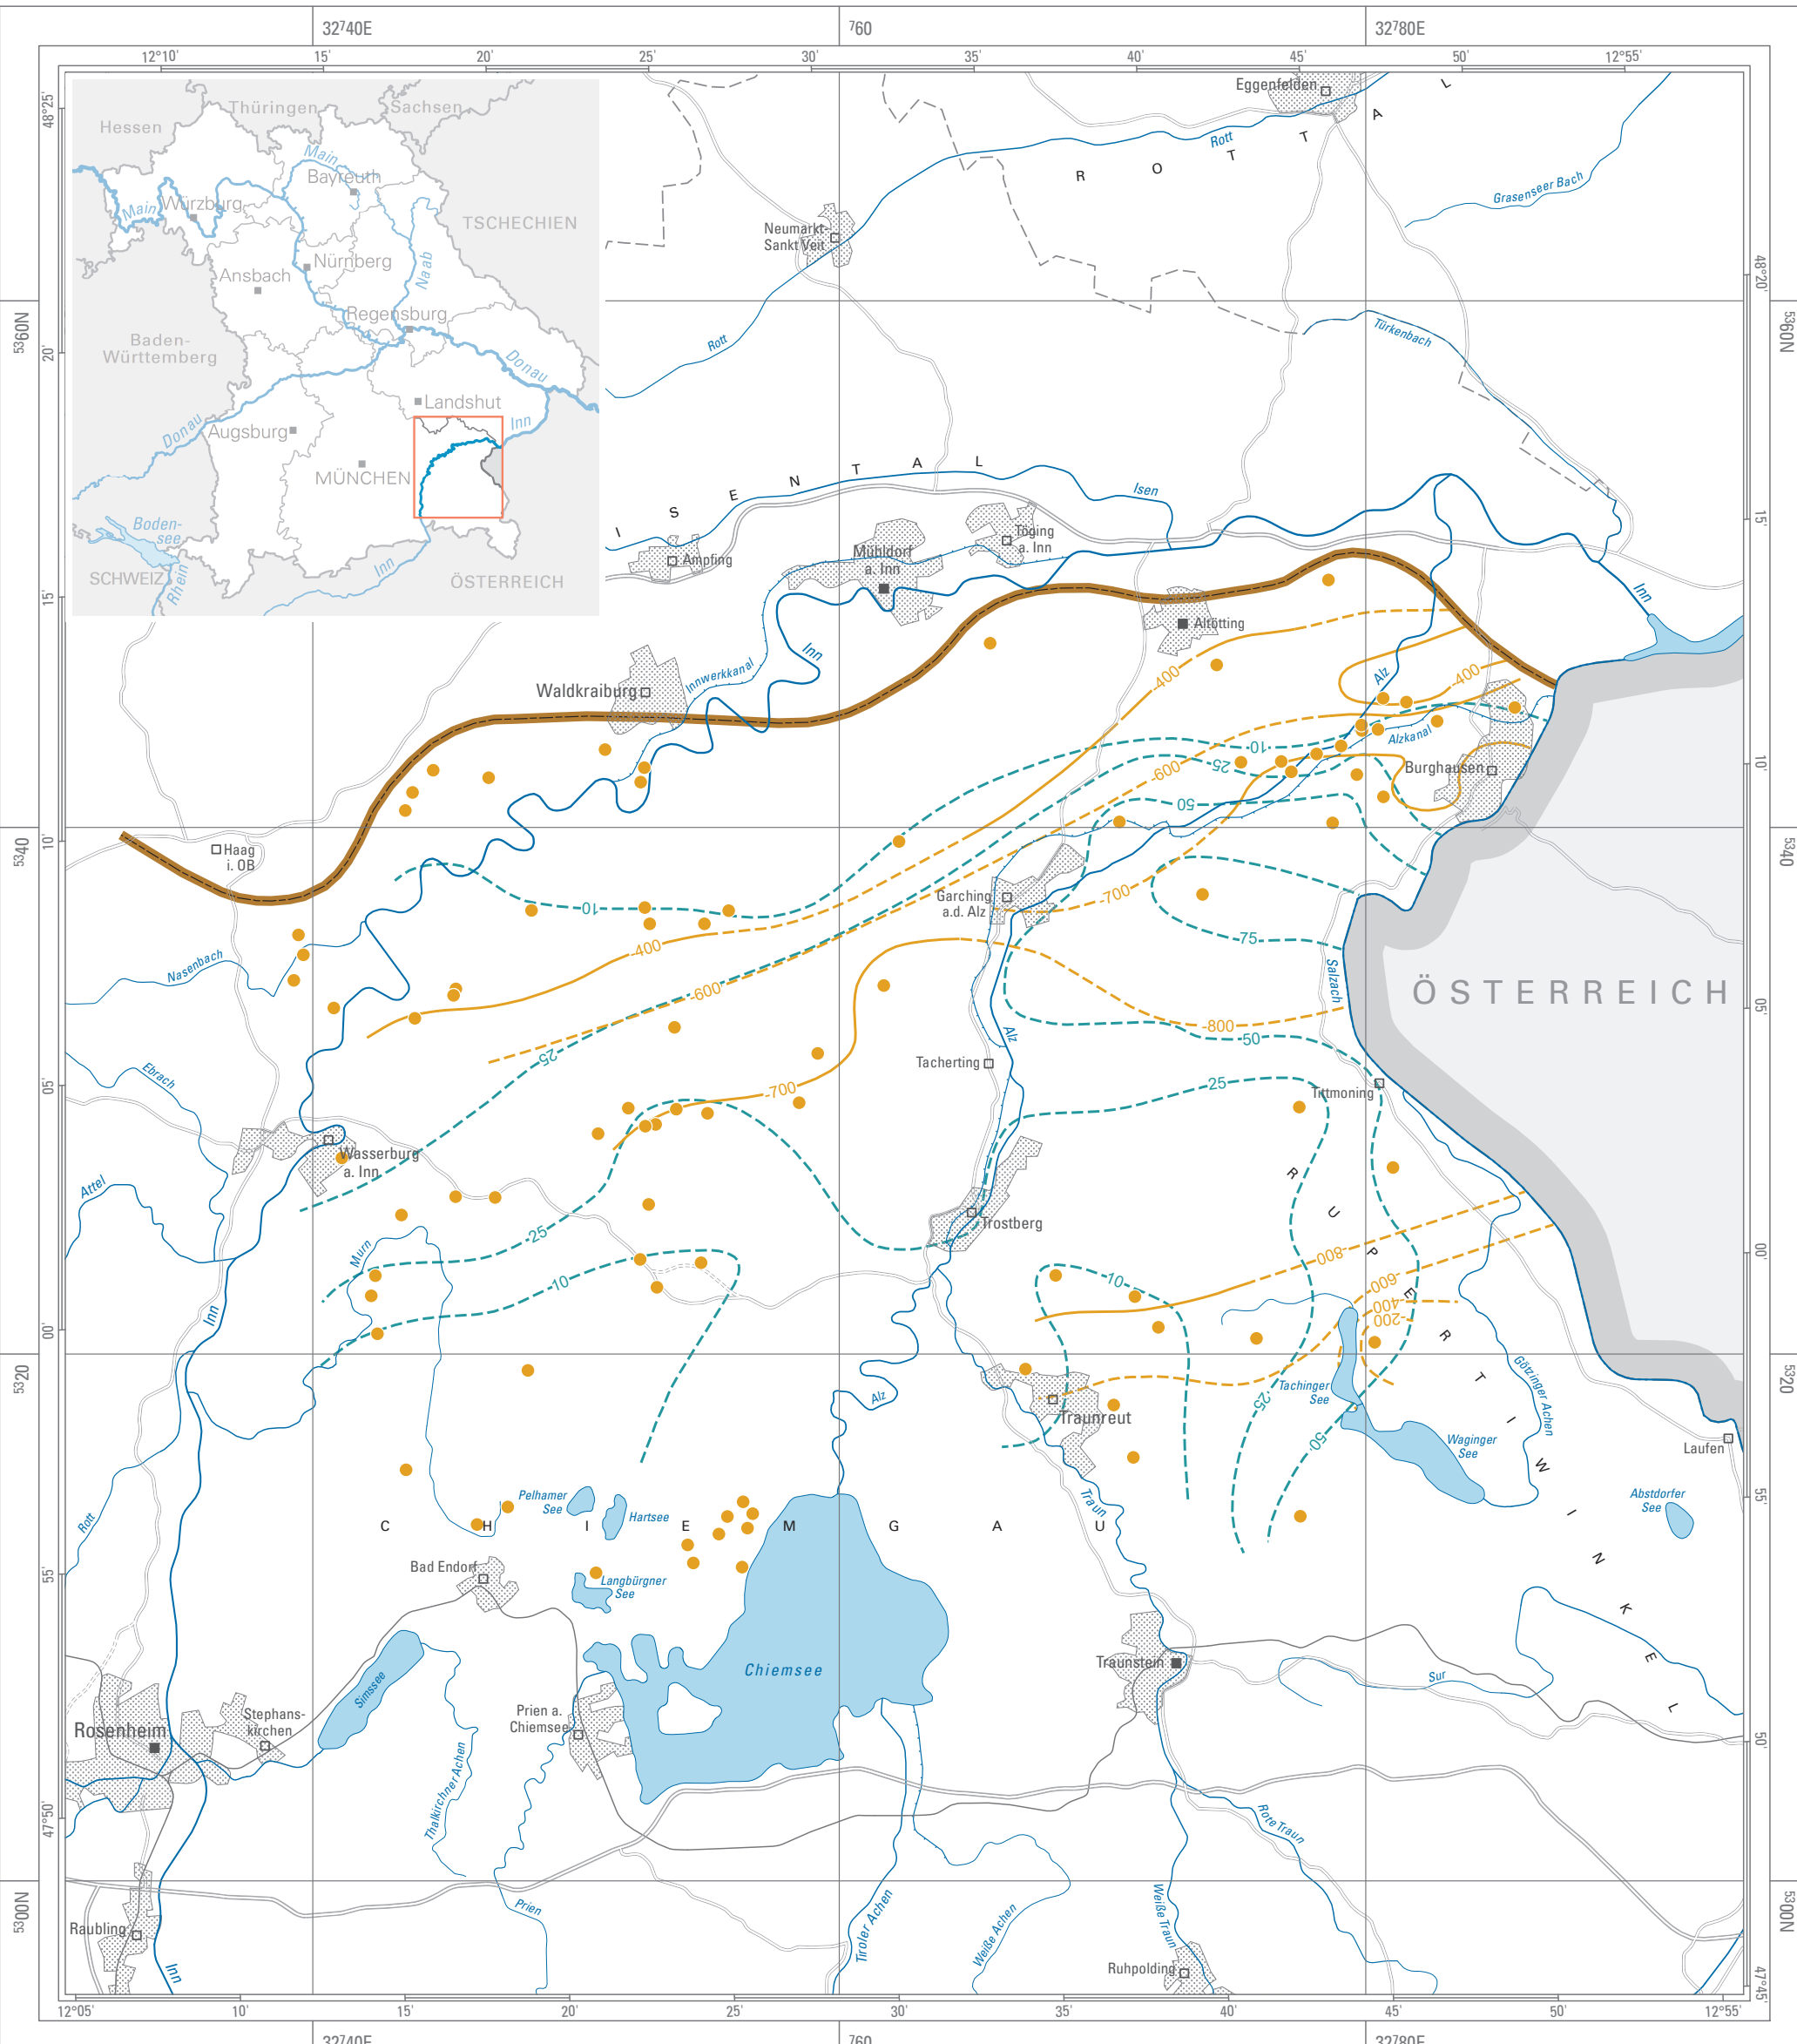 32740E
760
32780E
12°10'
15'
20'
25'
30'
35'
40'
45'
50'
12°55'
48°25'
20'
15'
10'
05'
00'
55'
47°50'
5360N
5340
5320
5300N
48°20'
15'
10'
05'
00'
55'
50'
47°45'
5360N
5340
5320
5300N
Hessen
Thüringen
Sachsen
Main
Bayreuth
Main
Würzburg
TSCHECHIEN
Ansbach
Nürnberg
Naab
Regensburg
Baden-
Württemberg
Donau
Landshut
Inn
Donau
Augsburg
MÜNCHEN
Boden-
see
SCHWEIZ
Rhein
Inn
ÖSTERREICH
Eggenfelden
Rott
ROTTAL
Grasenseer Bach
Neumarkt-
Sankt Veit
Rott
Türkenbach
ISENTAL
Isen
Ampfing
Mühldorf
a. Inn
Töging
a. Inn
Altötting
Inn
Inn
Innwerkkanal
Waldkraiburg
-400
Alz
-400
Alzkanal
Burghausen
10
25
-600
50
Haag
i. OB
Garching
a.d. Alz
-700
10
75
-400
Nasenbach
Salzach
ÖSTERREICH
-600
-800
50
25
Alz
Tacherting
Ebrach
-700
25
Tittmoning
Wasserburg
a. Inn
Attel
Trostberg
RUPERTIWINKEL
25
Murn
10
10
-800
-600
-400
-200
Inn
Tachinger
See
Götzinger Achen
Alz
Traunreut
25
50
Waginger
See
Laufen
Rott
Pelhamer
See
Hartsee
CHIEMGAU
Traun
Abstdorfer
See
Bad Endorf
Langbürgner
See
Chiemsee
Traunstein
Sur
Simssee
Rosenheim
Stephans-
kirchen
Prien a.
Chiemsee
Thalkirchner Achen
Rote Traun
Raubling
Inn
Prien
Tiroler Achen
Weiße Achen
Weiße Traun
Ruhpolding
12°05'
10'
15'
20'
25'
30'
35'
40'
45'
50'
12°55'
32740E
760
32780E